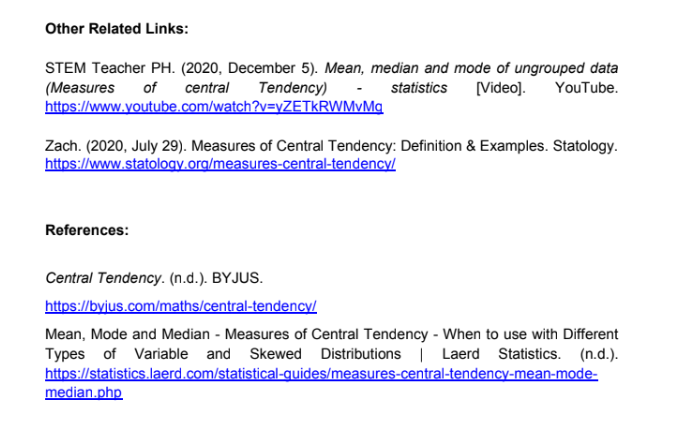 Other Related Links:
STEM Teacher PH. (2020, December 5). Mean, median and mode of ungrouped data
(Measures of central Tendency) - statistics [Video]. YouTube.
https://www.youtube.com/watch?v=yZETkRWMvMg
Zach. (2020, July 29). Measures of Central Tendency: Definition & Examples. Statology.
https://www.statology.org/measures-central-tendency/
References:
Central Tendency. (n.d.). BYJUS.
https://byjus.com/maths/central-tendency/
Mean, Mode and Median - Measures of Central Tendency - When to use with Different
Types of Variable and Skewed Distributions | Laerd Statistics. (n.d.).
https://statistics.laerd.com/statistical-guides/measures-central-tendency-mean-mode-
median.php